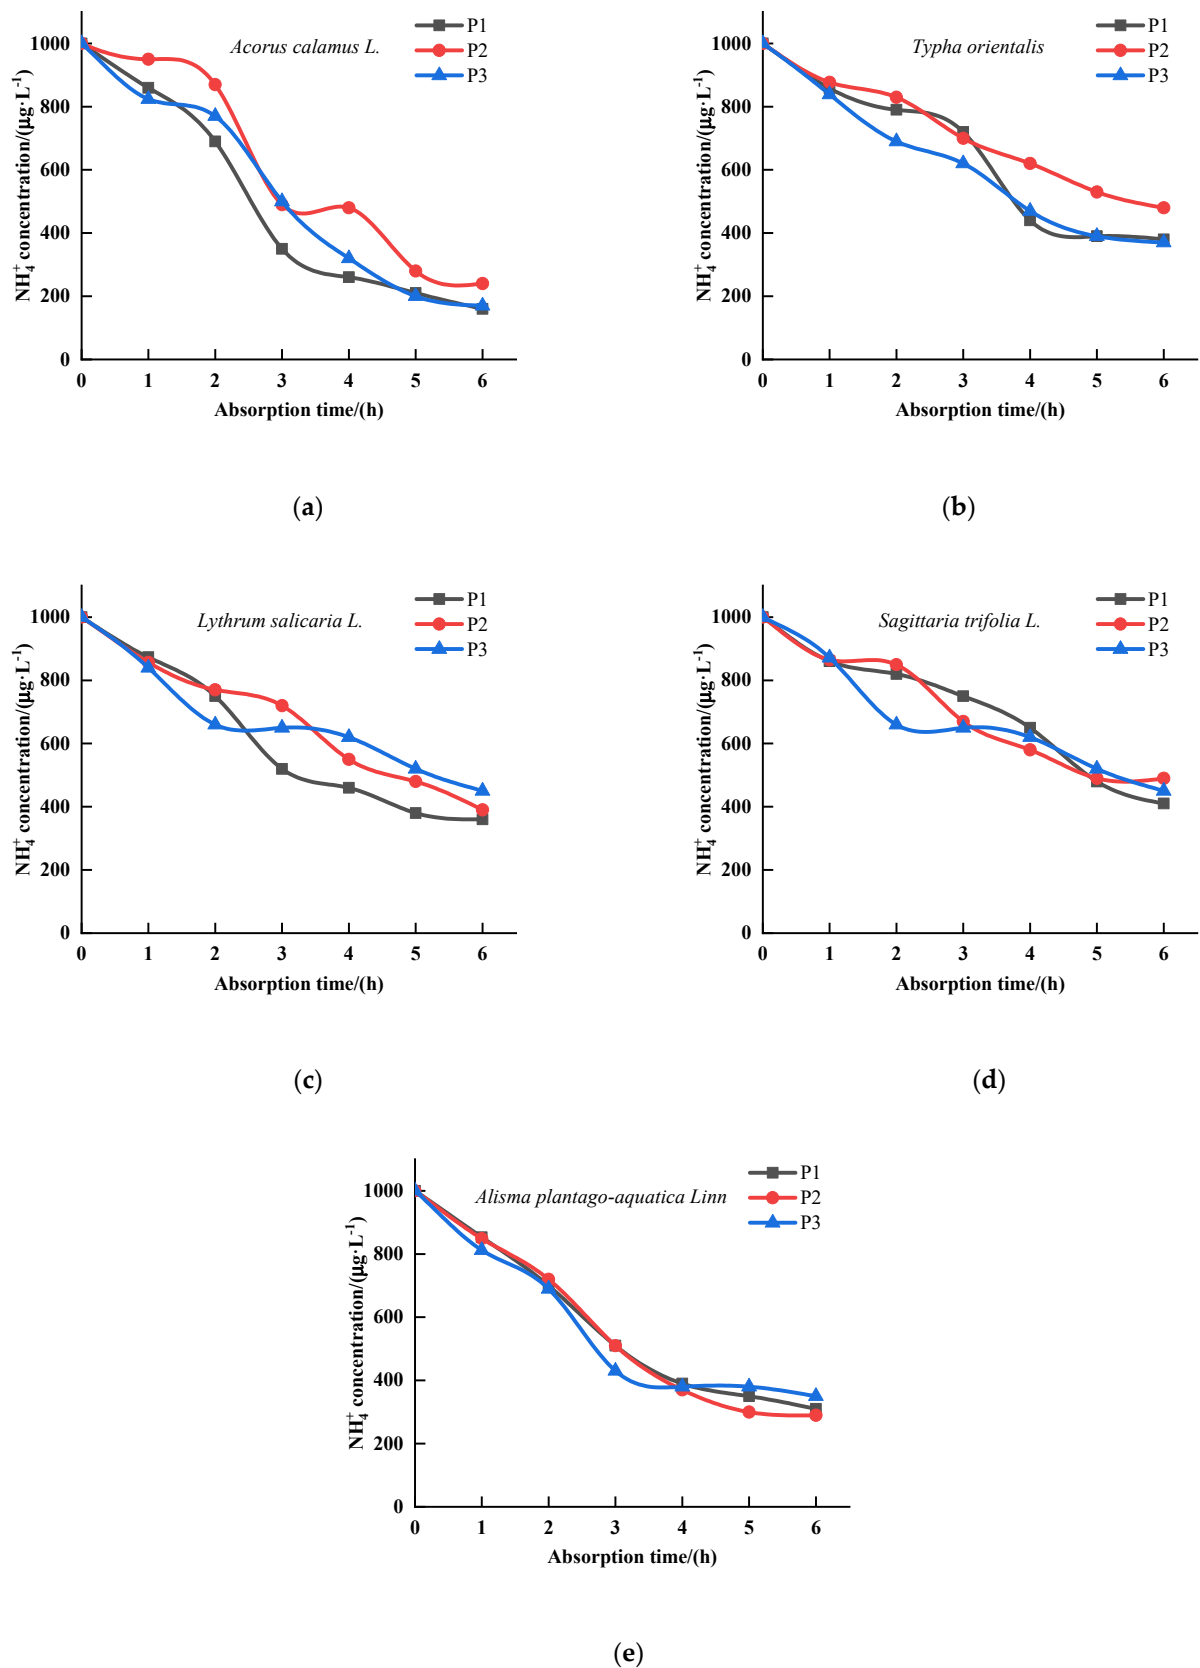 Acorus calamus L.
P1
P2
P3
1000
800
600
400
200
0
NH₄⁺ concentration/(μg·L⁻¹)
0 1 2 3 4 5 6
Absorption time/(h)
(a)
Typha orientalis
P1
P2
P3
1000
800
600
400
200
0
NH₄⁺ concentration/(μg·L⁻¹)
0 1 2 3 4 5 6
Absorption time/(h)
(b)
Lythrum salicaria L.
P1
P2
P3
1000
800
600
400
200
0
NH₄⁺ concentration/(μg·L⁻¹)
0 1 2 3 4 5 6
Absorption time/(h)
(c)
Sagittaria trifolia L.
P1
P2
P3
1000
800
600
400
200
0
NH₄⁺ concentration/(μg·L⁻¹)
0 1 2 3 4 5 6
Absorption time/(h)
(d)
Alisma plantago-aquatica Linn
P1
P2
P3
1000
800
600
400
200
0
NH₄⁺ concentration/(μg·L⁻¹)
0 1 2 3 4 5 6
Absorption time/(h)
(e)